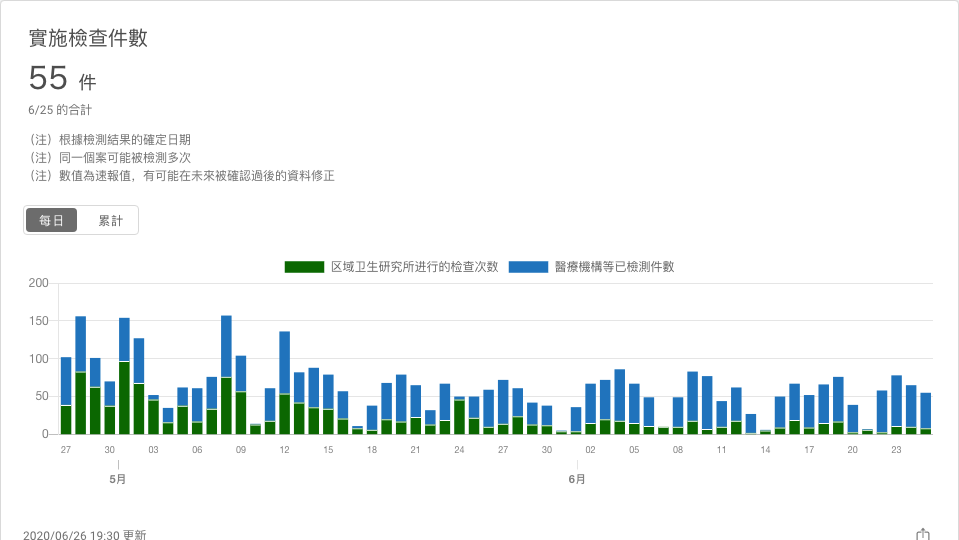 實施檢查件數
55 件
6/25 的合計
（注）根據檢測結果的確定日期
（注）同一個案可能被檢測多次
（注）數值為速報值，有可能在未來被確認過後的資料修正
每日 累計
区域卫生研究所进行的检查次数 醫療機構等已檢測件數
200
150
100
50
0
27 30 03 06 09 12 15 18 21 24 27 30 02 05 08 11 14 17 20 23
5月 6月
2020/06/26 19:30 更新